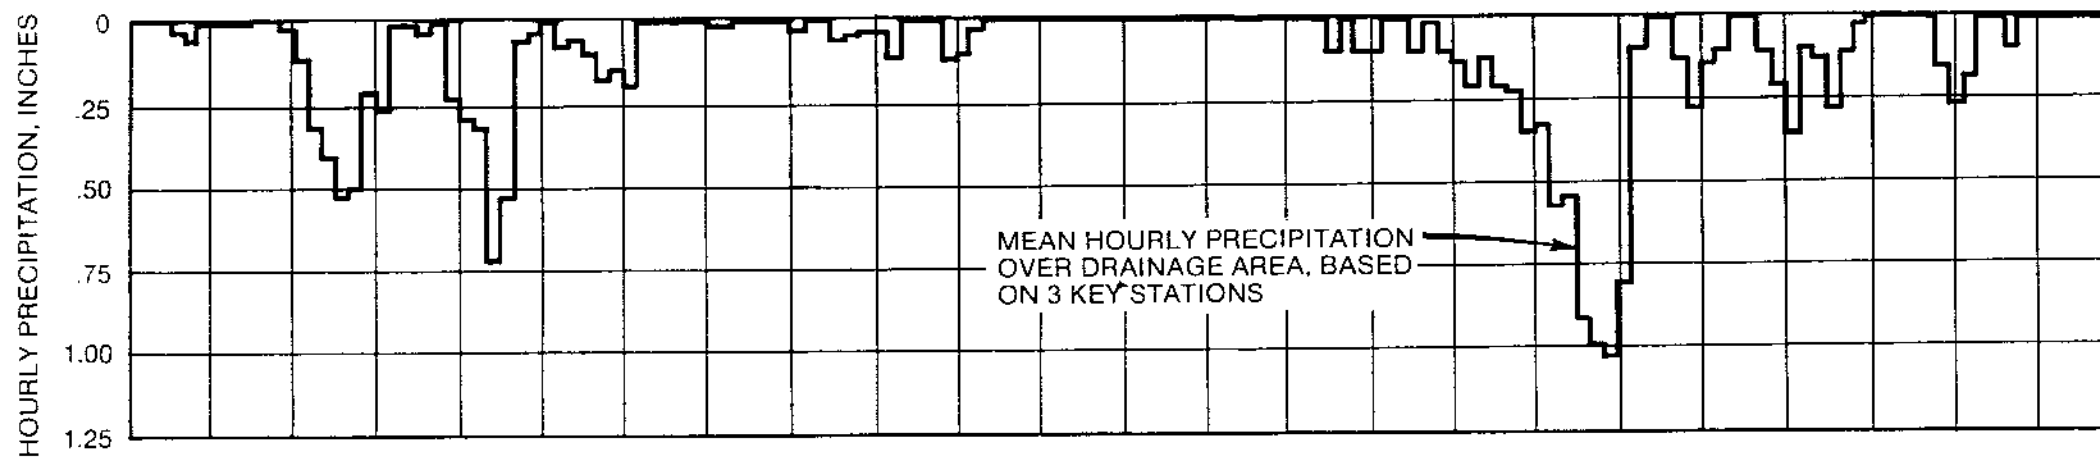 HOURLY PRECIPITATION, INCHES
0
.25
.50
.75
1.00
1.25
MEAN HOURLY PRECIPITATION
OVER DRAINAGE AREA, BASED
ON 3 KEY STATIONS